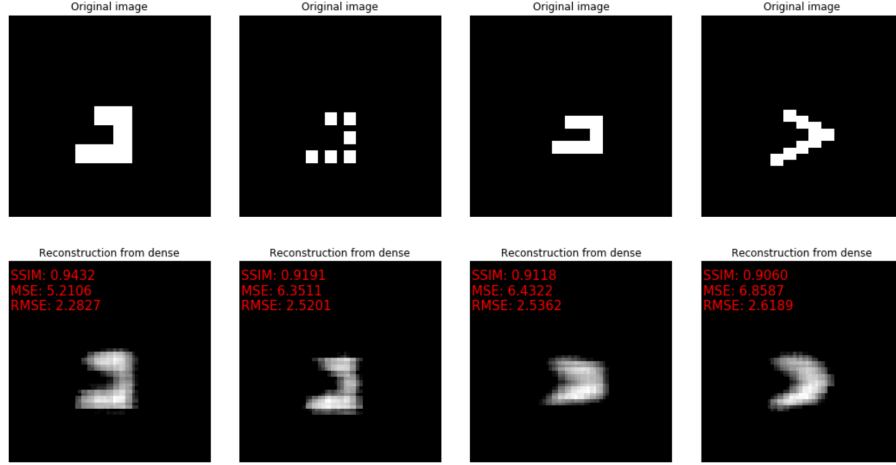 Original image
Original image
Original image
Original image
Reconstruction from dense
SSIM: 0.9432
MSE: 5.2106
RMSE: 2.2827
Reconstruction from dense
SSIM: 0.9191
MSE: 6.3511
RMSE: 2.5201
Reconstruction from dense
SSIM: 0.9118
MSE: 6.4322
RMSE: 2.5362
Reconstruction from dense
SSIM: 0.9060
MSE: 6.8587
RMSE: 2.6189